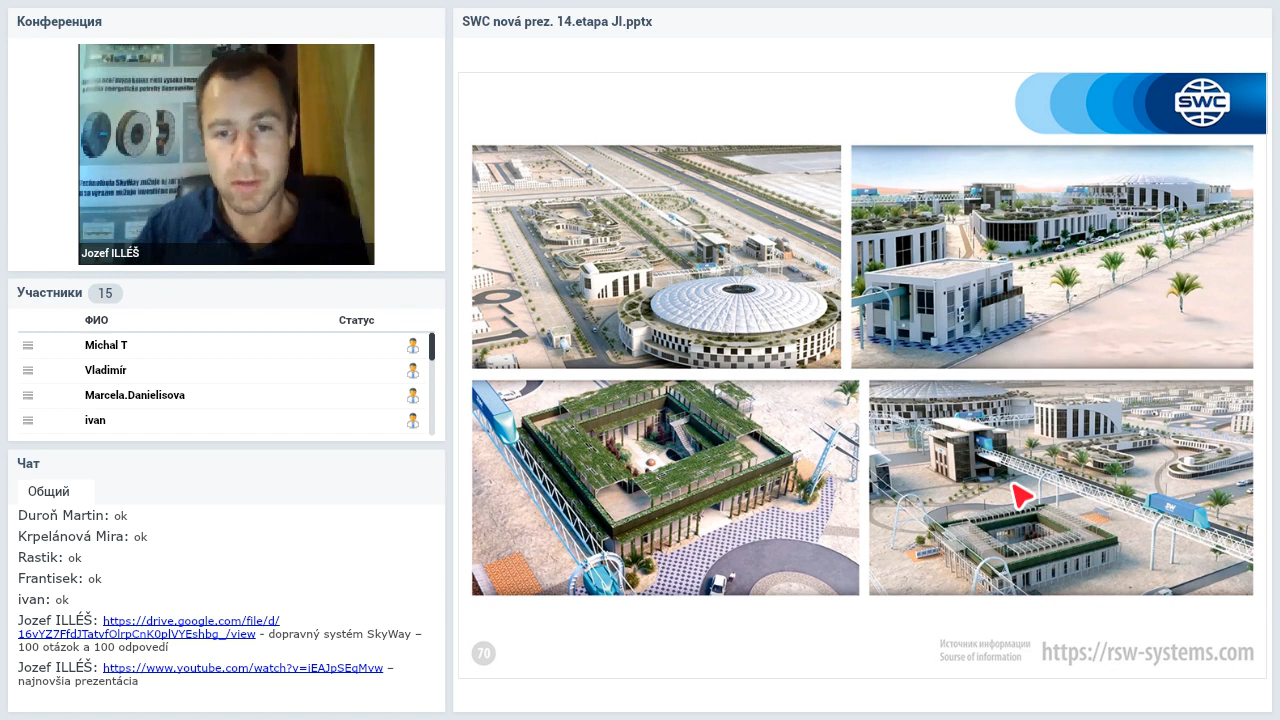 Конференция
Jozef ILLÉŠ
Участники 15
ФИО Статус
Michal T
Vladimír
Marcela.Danielisova
ivan
Чат
Общий
Duroň Martin: ok
Krpelánová Mira: ok
Rastik: ok
Frantisek: ok
ivan: ok
Jozef ILLÉŠ: https://drive.google.com/file/d/
16vYZ7FfdJTatvfOlrpCnK0plVYEshbg_/view - dopravný systém SkyWay –
100 otázok a 100 odpovedí
Jozef ILLÉŠ: https://www.youtube.com/watch?v=iEAJpSEqMvw –
najnovšia prezentácia
SWC nová prez. 14.etapa JI.pptx
SWC
70
Источник информации
Sourse of information
https://rsw-systems.com